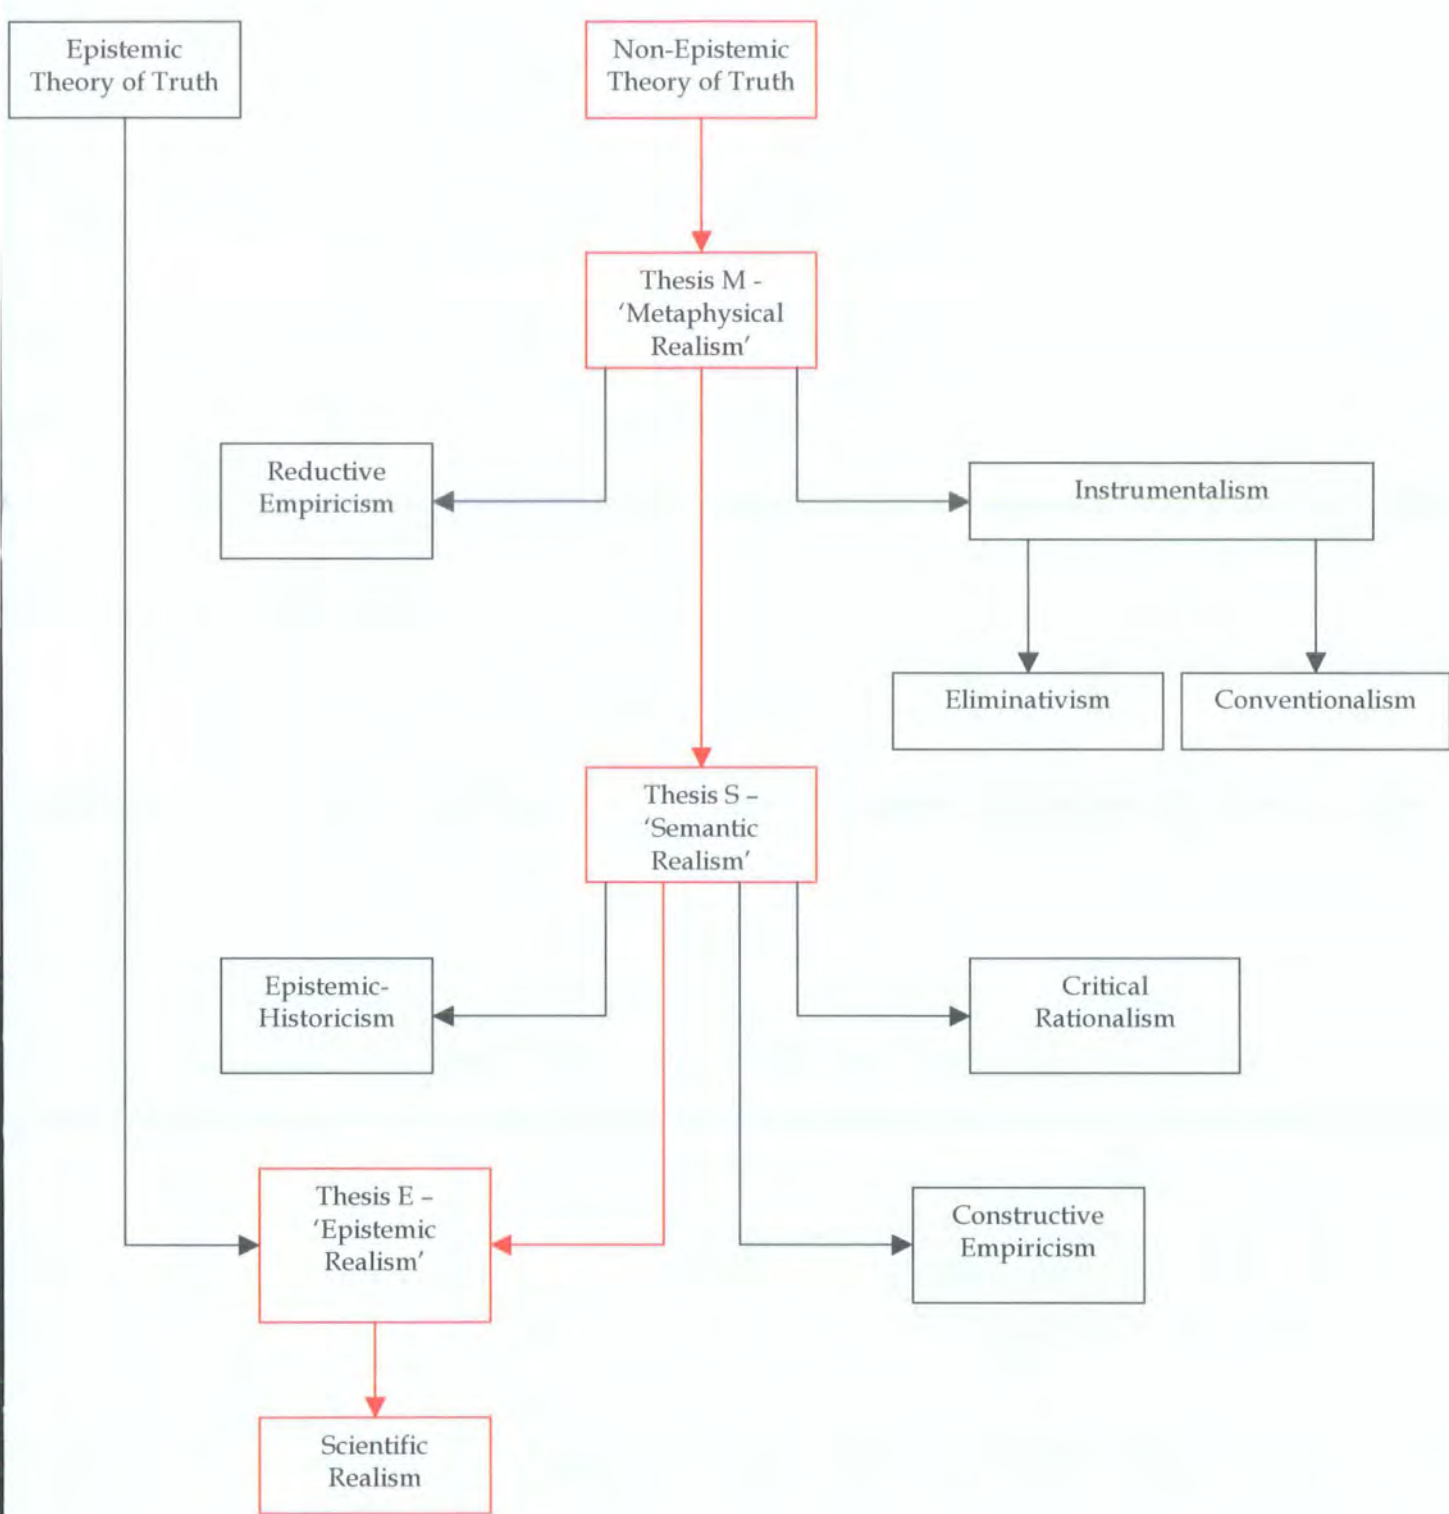 Epistemic
Theory of Truth
Non-Epistemic
Theory of Truth
Thesis M -
‘Metaphysical
Realism’
Reductive
Empiricism
Instrumentalism
Eliminativism
Conventionalism
Thesis S –
‘Semantic
Realism’
Epistemic-
Historicism
Critical
Rationalism
Thesis E –
‘Epistemic
Realism’
Constructive
Empiricism
Scientific
Realism